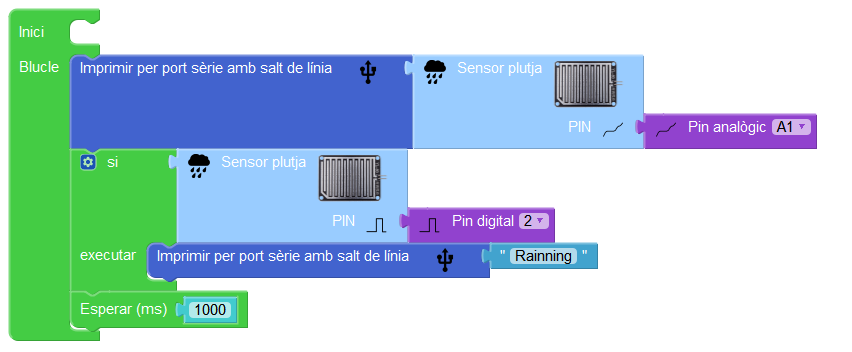 Inici
Blucle
Imprimir per port sèrie amb salt de línia
Sensor plutja
PIN
Pin analògic A1
si
Sensor plutja
PIN
Pin digital 2
executar
Imprimir per port sèrie amb salt de línia
" Rainning "
Esperar (ms) 1000